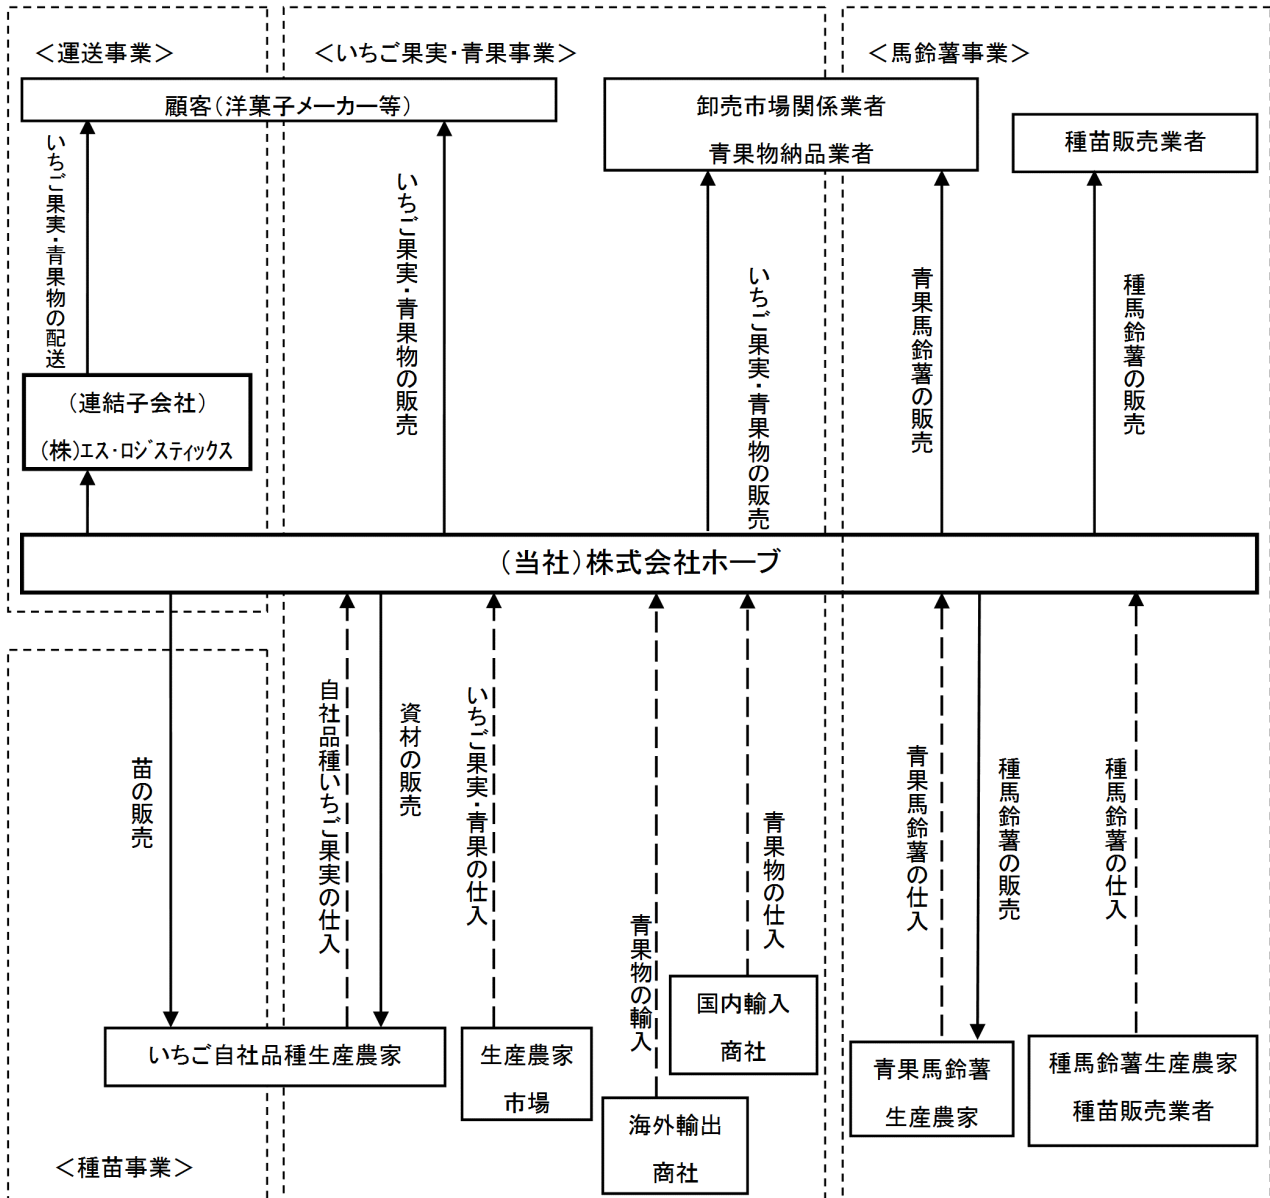 ＜運送事業＞
＜いちご果実・青果事業＞
＜馬鈴薯事業＞
顧客（洋菓子メーカー等）
卸売市場関係業者
青果物納品業者
種苗販売業者
いちご果実・青果物の配送
いちご果実・青果物の販売
いちご果実・青果物の販売
青果馬鈴薯の販売
種馬鈴薯の販売
（連結子会社）
（株）ｴｽ・ﾛｼﾞｽﾃｨｯｸｽ
（当社）株式会社ホーブ
苗の販売
自社品種いちご果実の仕入
資材の販売
いちご果実・青果の仕入
青果物の輸入
青果物の仕入
青果馬鈴薯の仕入
種馬鈴薯の販売
種馬鈴薯の仕入
いちご自社品種生産農家
生産農家
市場
国内輸入
商社
海外輸出
商社
青果馬鈴薯
生産農家
種馬鈴薯生産農家
種苗販売業者
＜種苗事業＞